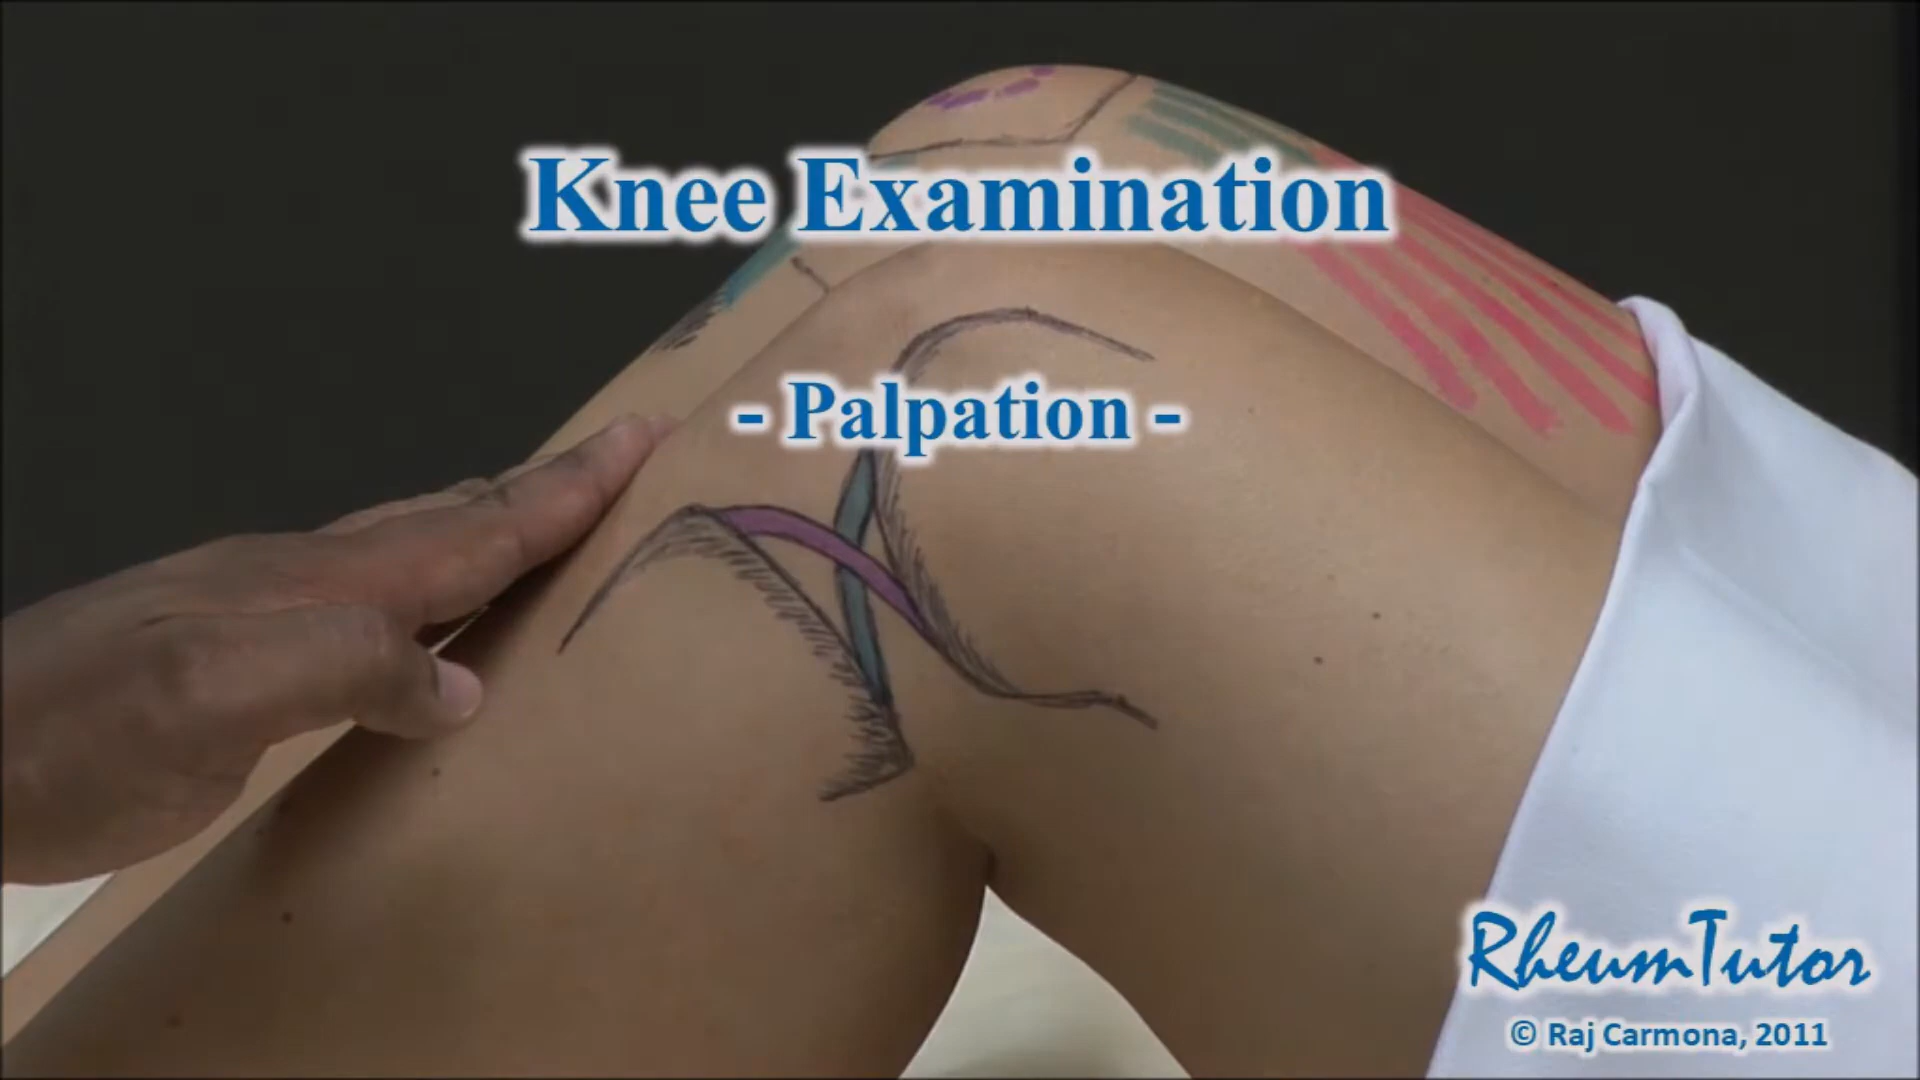 Knee Examination
- Palpation -
RheumTutor
© Raj Carmona, 2011